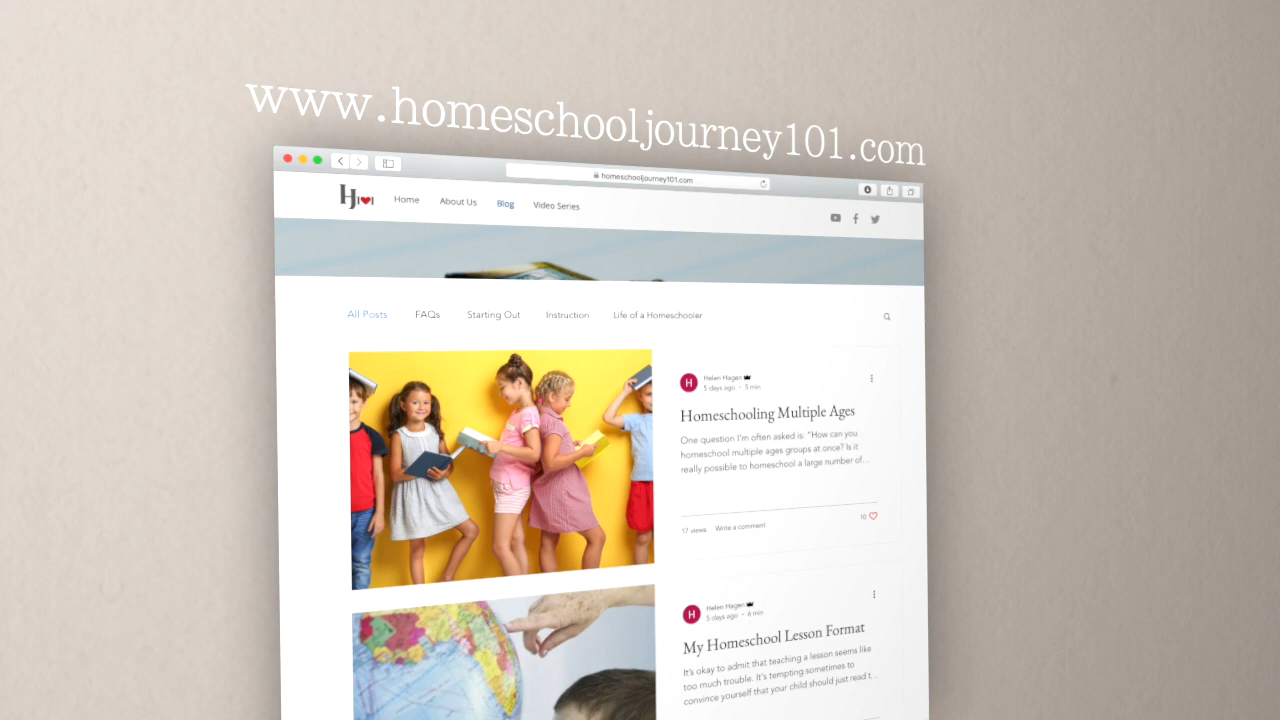 www.homeschooljourney101.com
homeschooljourney101.com
HJ101
Home About Us Blog Video Series
All Posts FAQs Starting Out Instruction Life of a Homeschooler
H Helen Hagen
5 days ago · 5 min
Homeschooling Multiple Ages
One question I'm often asked is: "How can you
homeschool multiple ages groups at once? Is it
really possible to homeschool a large number of...
17 views Write a comment 10
H Helen Hagen
5 days ago · 6 min
My Homeschool Lesson Format
It's okay to admit that teaching a lesson seems like
too much trouble. It's tempting sometimes to
convince yourself that your child should just read t...